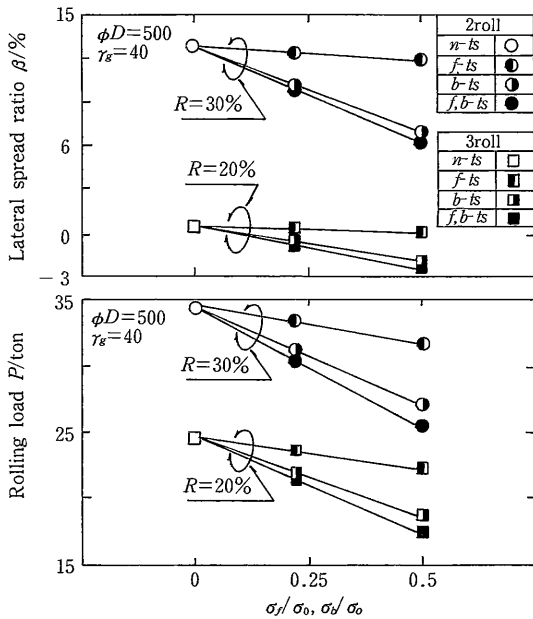 15
φD=500
γg=40
2roll
n-ts
f-ts
b-ts
f,b-ts
R=30%
6
3roll
n-ts
f-ts
b-ts
f,b-ts
R=20%
0
−3
Lateral spread ratio β/%
35
φD=500
γg=40
R=30%
25
R=20%
15
Rolling load P/ton
0
0.25
0.5
σf/σ0, σb/σo